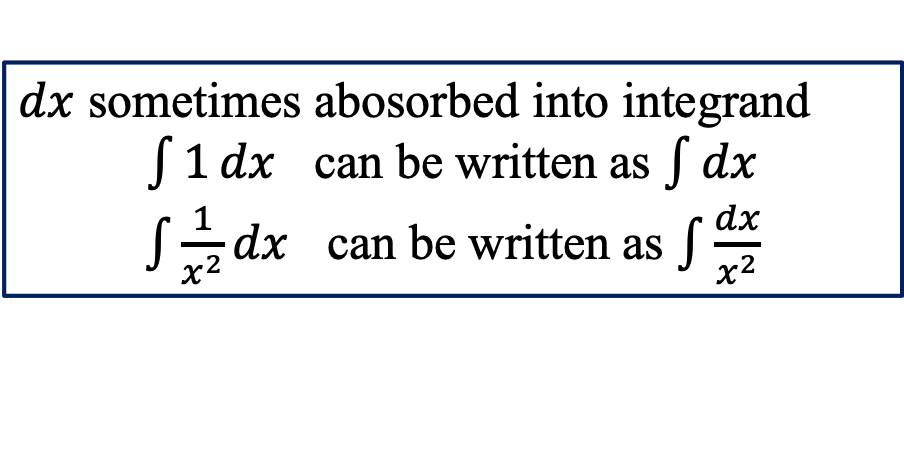 dx sometimes abosorbed into integrand
∫ 1 dx can be written as ∫ dx
∫ 1/x² dx can be written as ∫ dx/x²